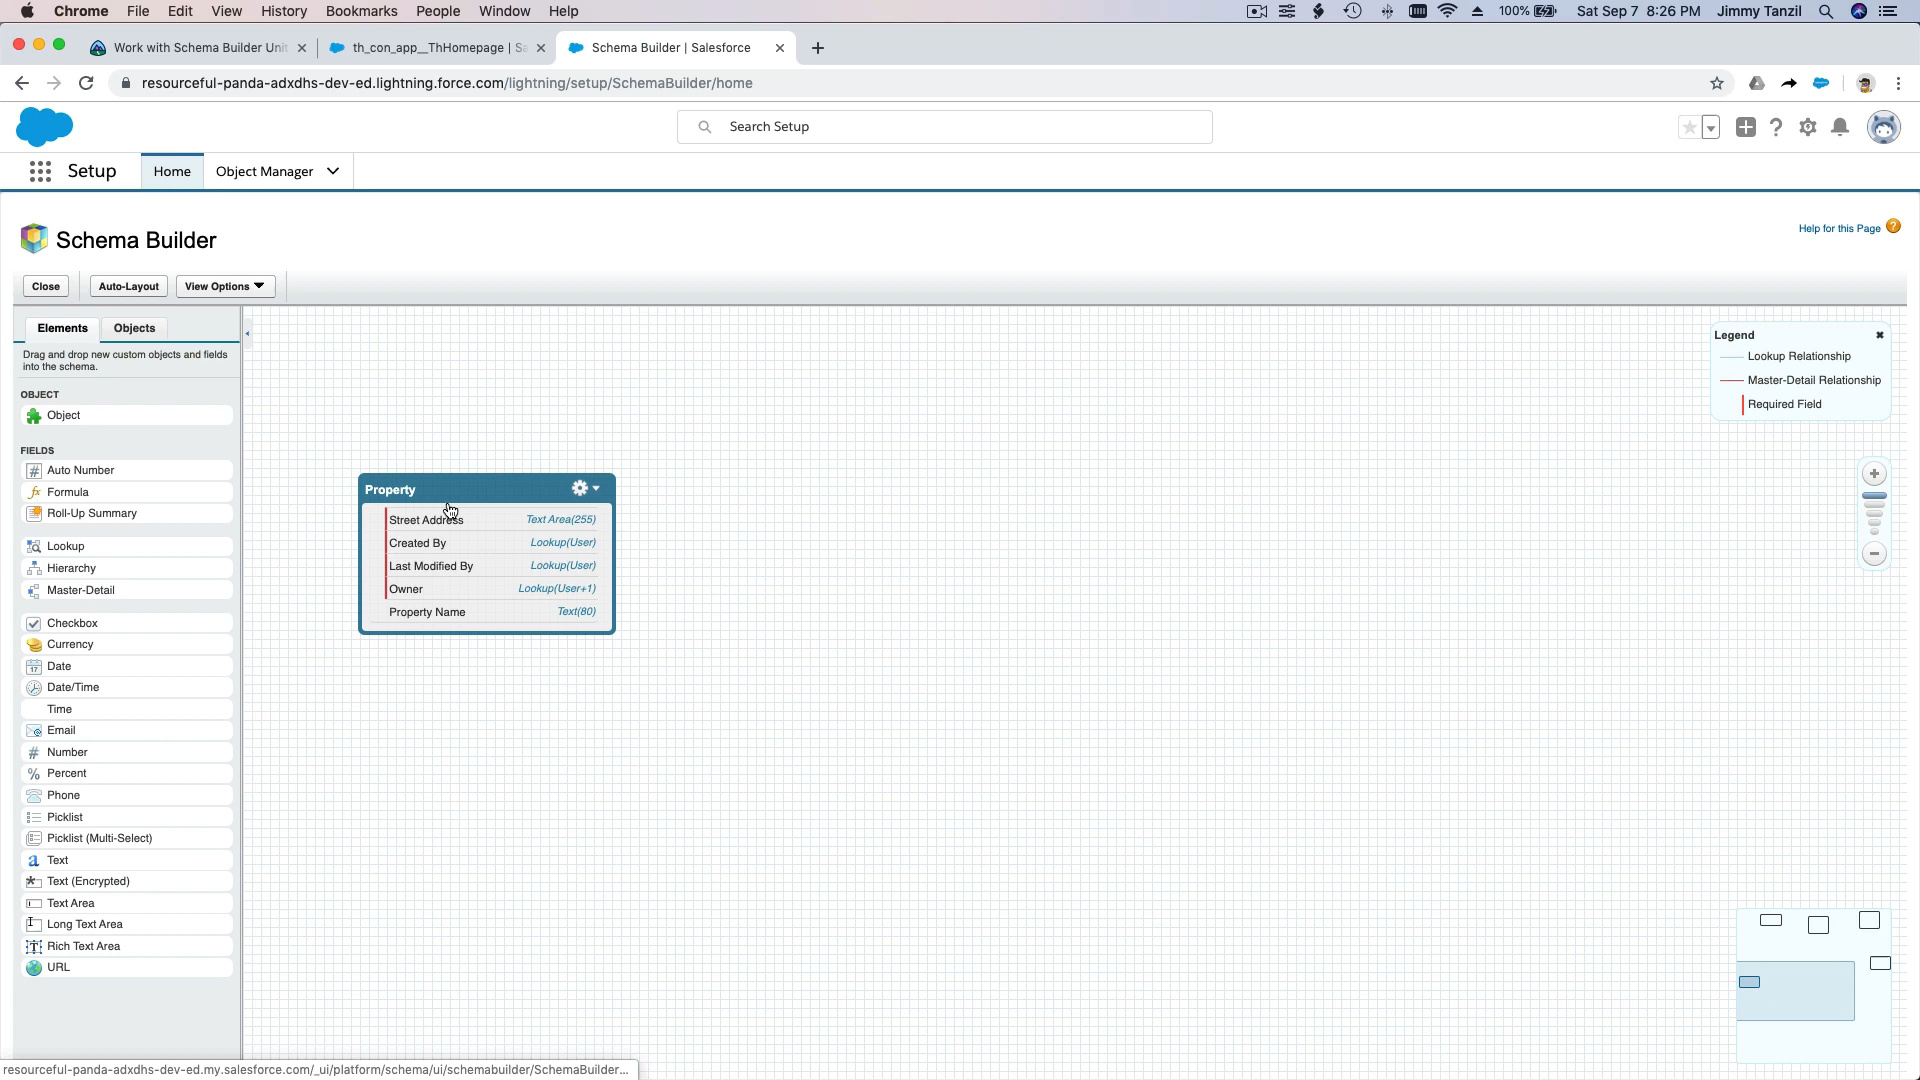 Chrome File Edit View History Bookmarks People Window Help 100% Sat Sep 7 8:26 PM Jimmy Tanzil
Work with Schema Builder Unit
th_con_app__ThHomepage | Sa
Schema Builder | Salesforce
resourceful-panda-adxdhs-dev-ed.lightning.force.com/lightning/setup/SchemaBuilder/home
Search Setup
Setup Home Object Manager
Schema Builder
Help for this Page ?
Close Auto-Layout View Options
Elements Objects
Drag and drop new custom objects and fields
into the schema.
OBJECT
Object
FIELDS
Auto Number
Formula
Roll-Up Summary
Lookup
Hierarchy
Master-Detail
Checkbox
Currency
Date
Date/Time
Time
Email
Number
Percent
Phone
Picklist
Picklist (Multi-Select)
Text
Text (Encrypted)
Text Area
Long Text Area
Rich Text Area
URL
Property
Street Address Text Area(255)
Created By Lookup(User)
Last Modified By Lookup(User)
Owner Lookup(User+1)
Property Name Text(80)
Legend
Lookup Relationship
Master-Detail Relationship
Required Field
resourceful-panda-adxdhs-dev-ed.my.salesforce.com/_ui/platform/schema/ui/schemabuilder/SchemaBuilder...